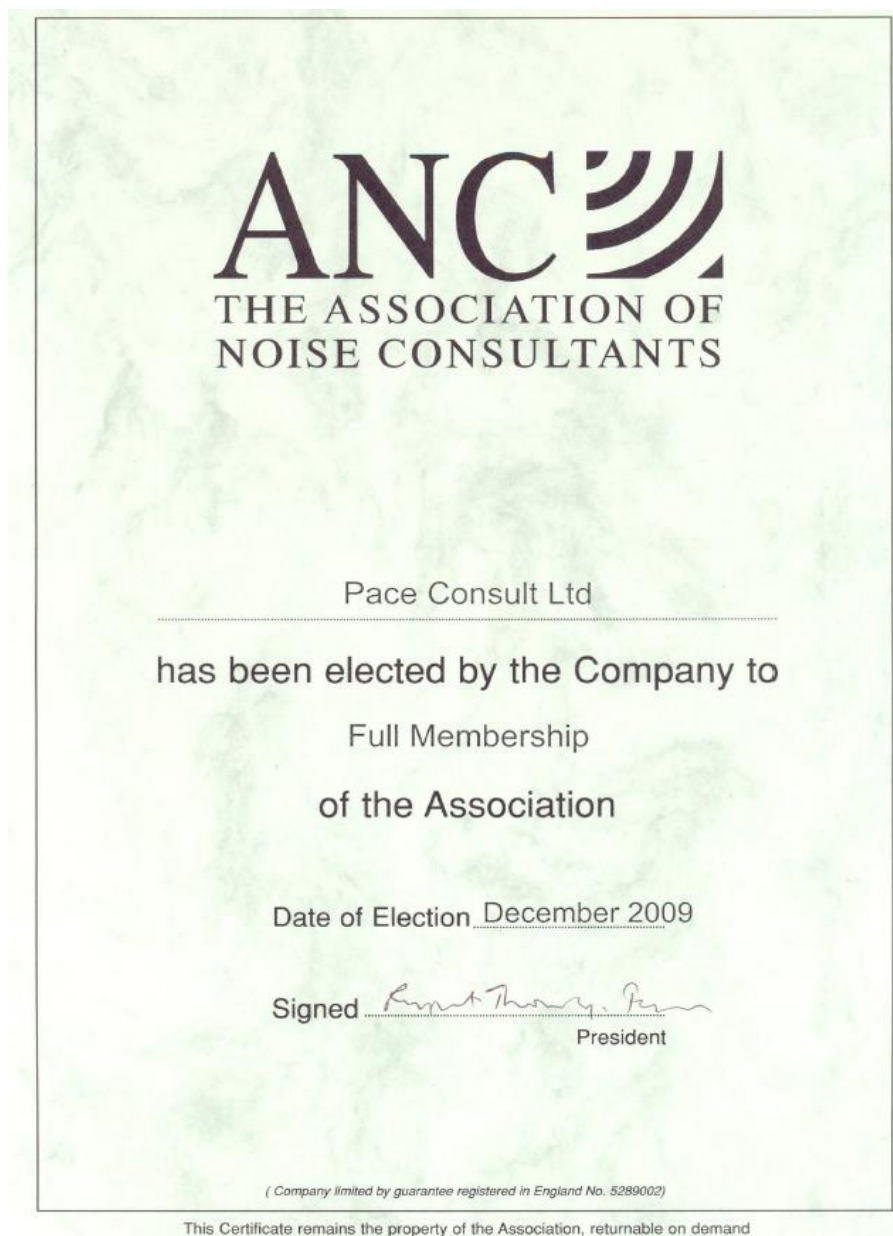 ANC
THE ASSOCIATION OF
NOISE CONSULTANTS
Pace Consult Ltd
has been elected by the Company to
Full Membership
of the Association
Date of Election December 2009
Signed
President
( Company limited by guarantee registered in England No. 5289002)
This Certificate remains the property of the Association, returnable on demand